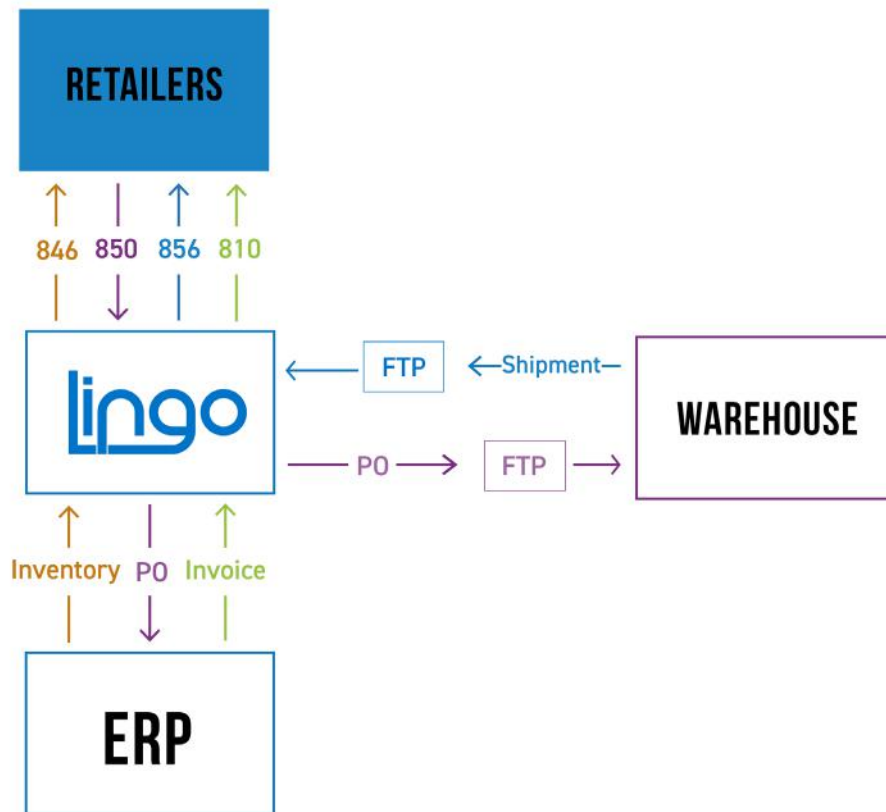 RETAILERS
846 850 856 810
Lingo
FTP Shipment
PO FTP
WAREHOUSE
Inventory PO Invoice
ERP